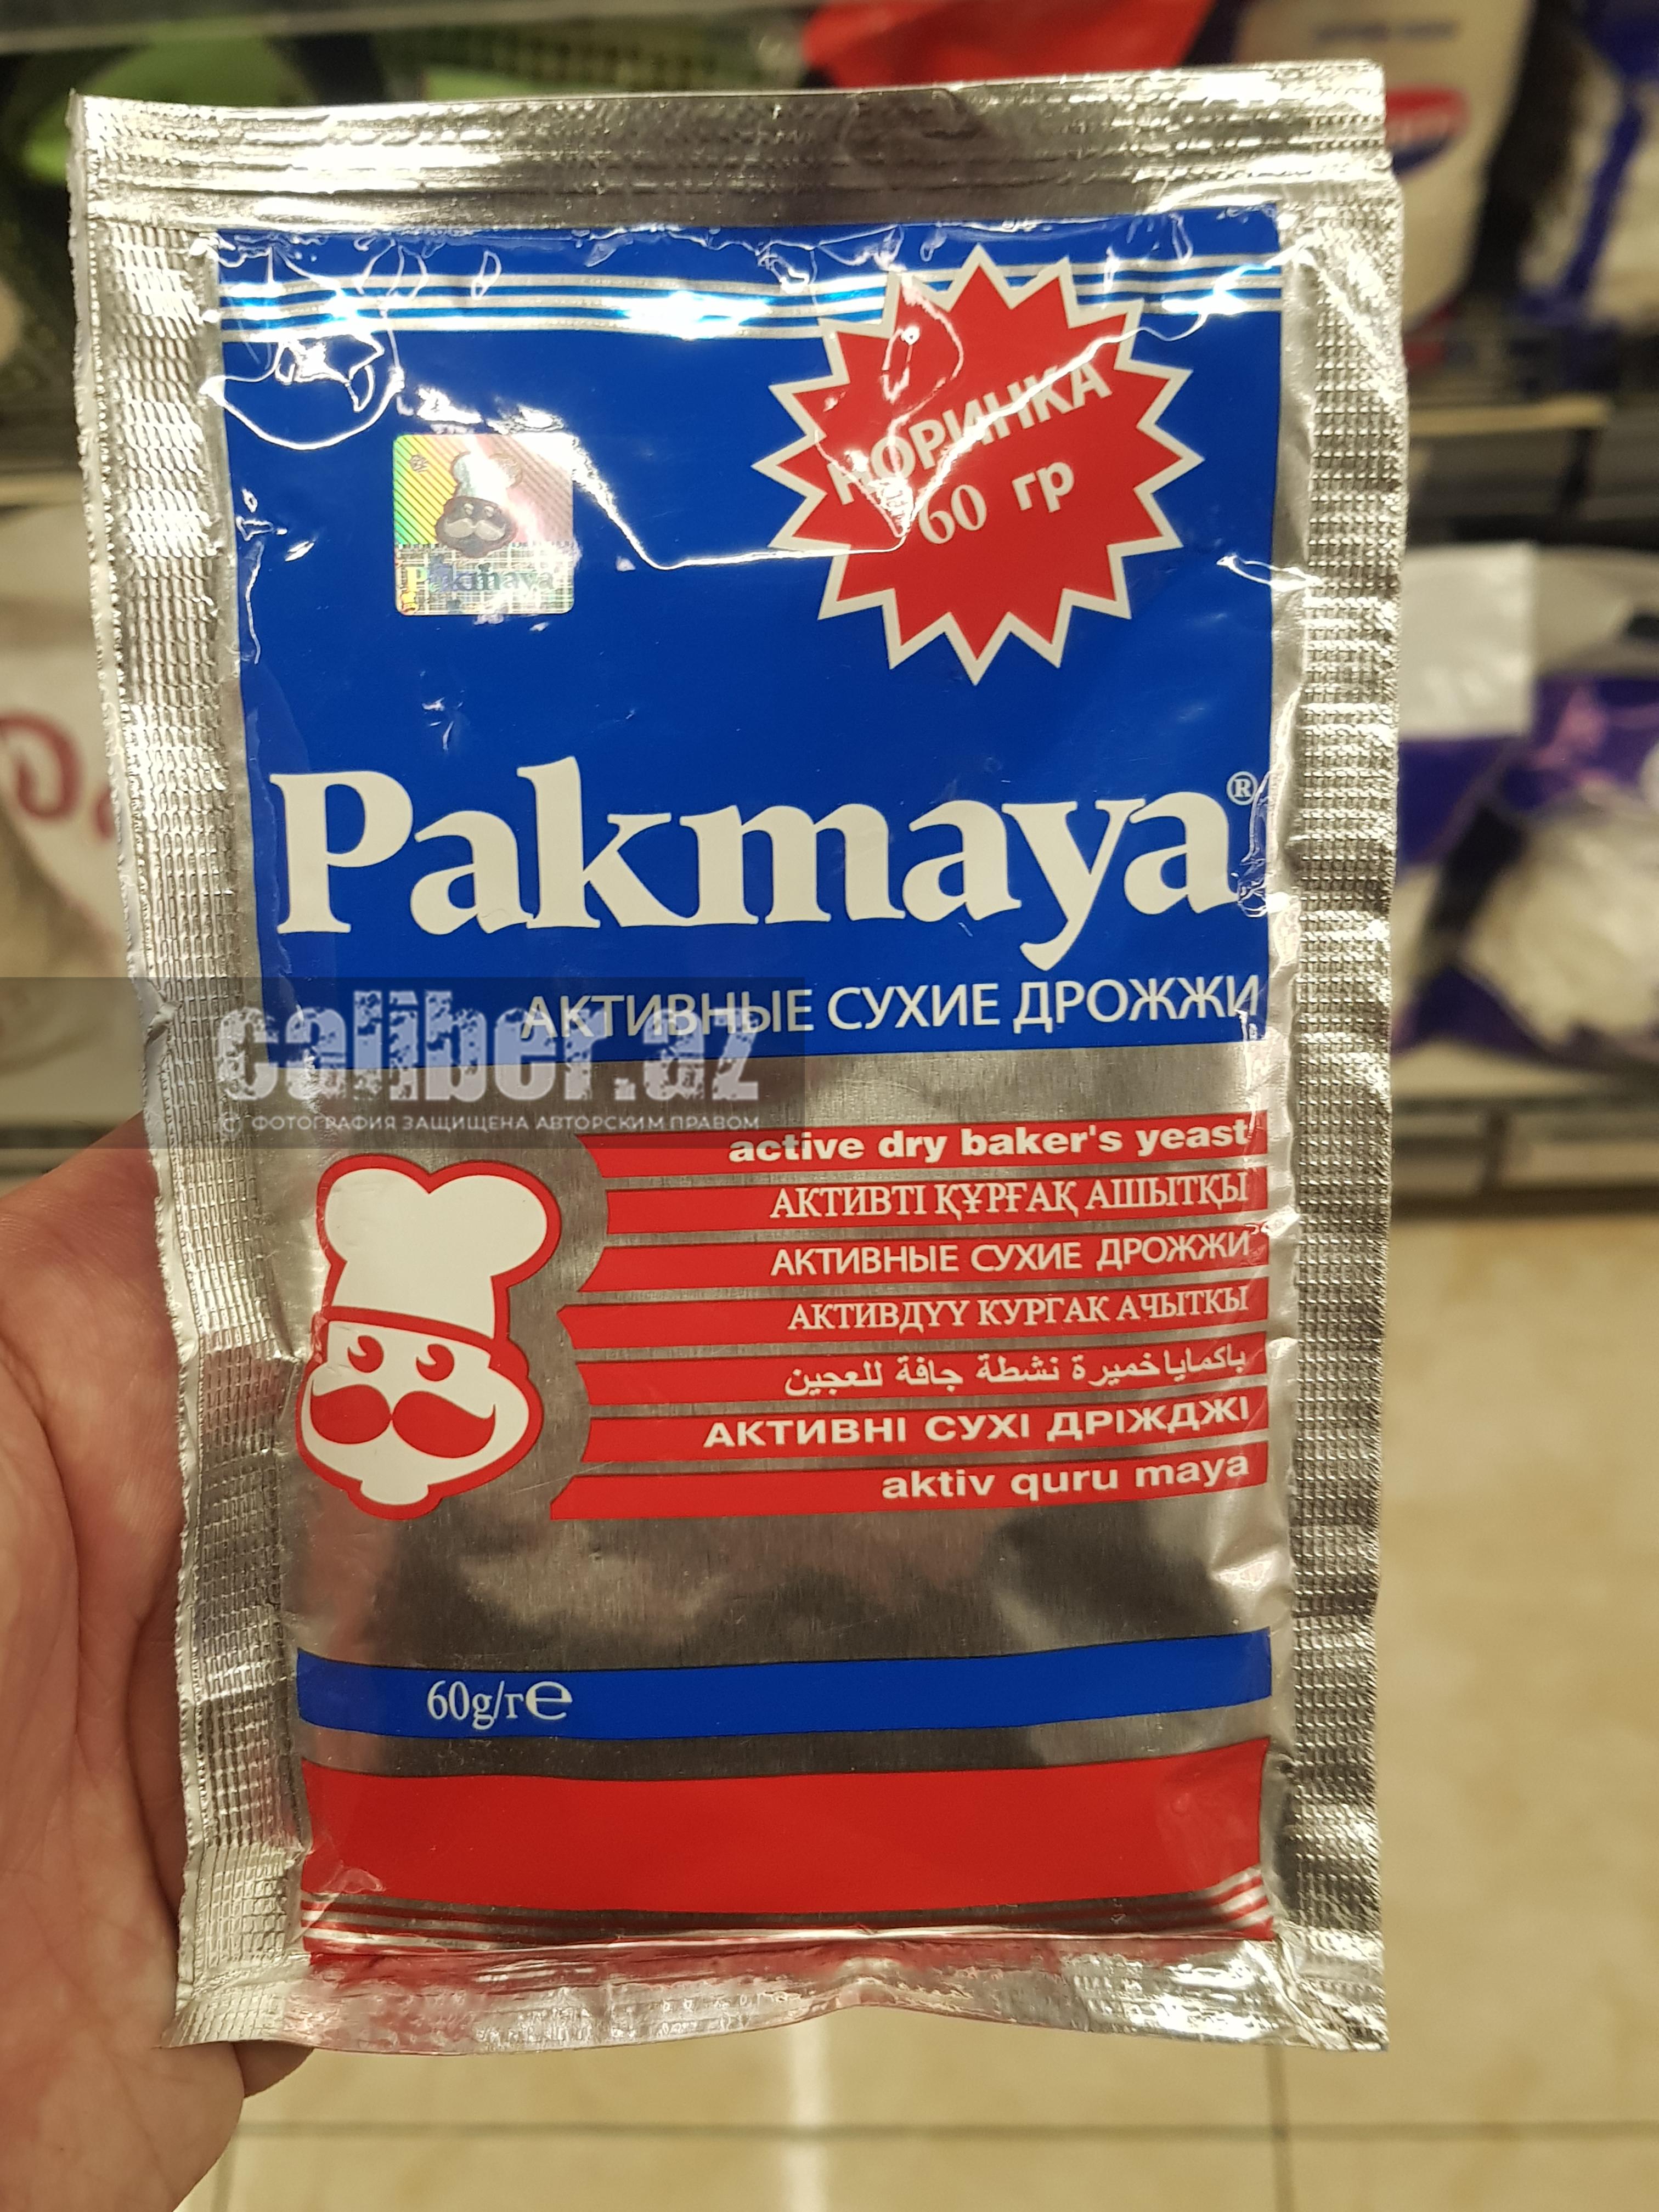 НОРИНКА
60 гр
Pakmaya
Pakmaya®
АКТИВНЫЕ СУХИЕ ДРОЖЖИ
caliber.az
© ФОТОГРАФИЯ ЗАЩИЩЕНА АВТОРСКИМ ПРАВОМ
active dry baker's yeast
АКТИВТІ ҚҰРҒАҚ АШЫТҚЫ
АКТИВНЫЕ СУХИЕ ДРОЖЖИ
АКТИВДҮҮ КУРГАК АЧЫТКЫ
باكمايا خميرة نشطة جافة للعجين
АКТИВНІ СУХІ ДРІЖДЖІ
aktiv quru maya
60g/г℮